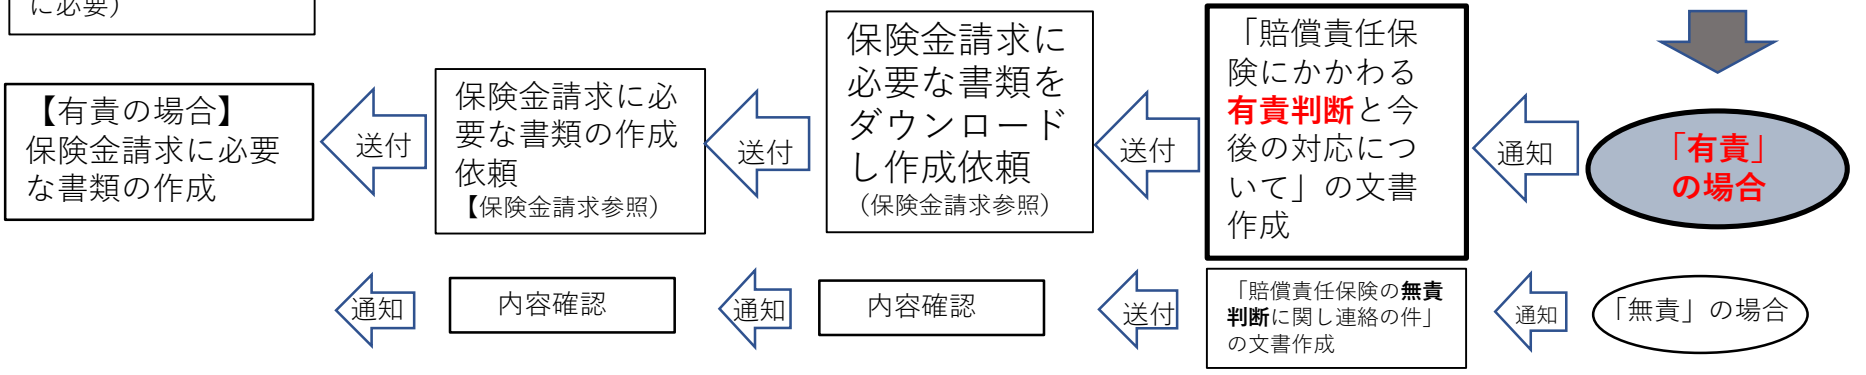 に必要）
【有責の場合】
保険金請求に必要
な書類の作成
送付
保険金請求に必
要な書類の作成
依頼
【保険金請求参照）
送付
保険金請求に
必要な書類を
ダウンロード
し作成依頼
（保険金請求参照）
送付
「賠償責任保
険にかかわる
有責判断と今
後の対応につ
いて」の文書
作成
通知
「有責」
の場合
通知
内容確認
通知
内容確認
送付
「賠償責任保険の無責
判断に関し連絡の件」
の文書作成
通知
「無責」の場合